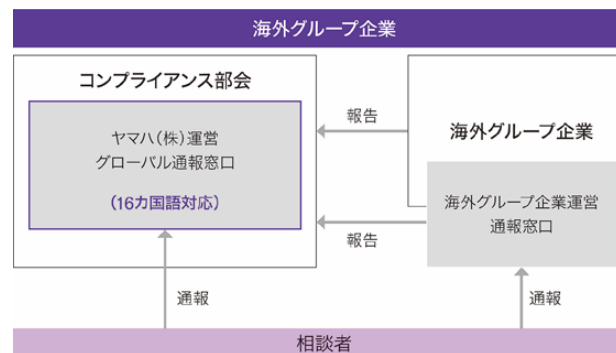 海外グループ企業
コンプライアンス部会
ヤマハ(株)運営
グローバル通報窓口
(16カ国語対応)
報告
海外グループ企業
海外グループ企業運営
通報窓口
報告
通報
通報
相談者